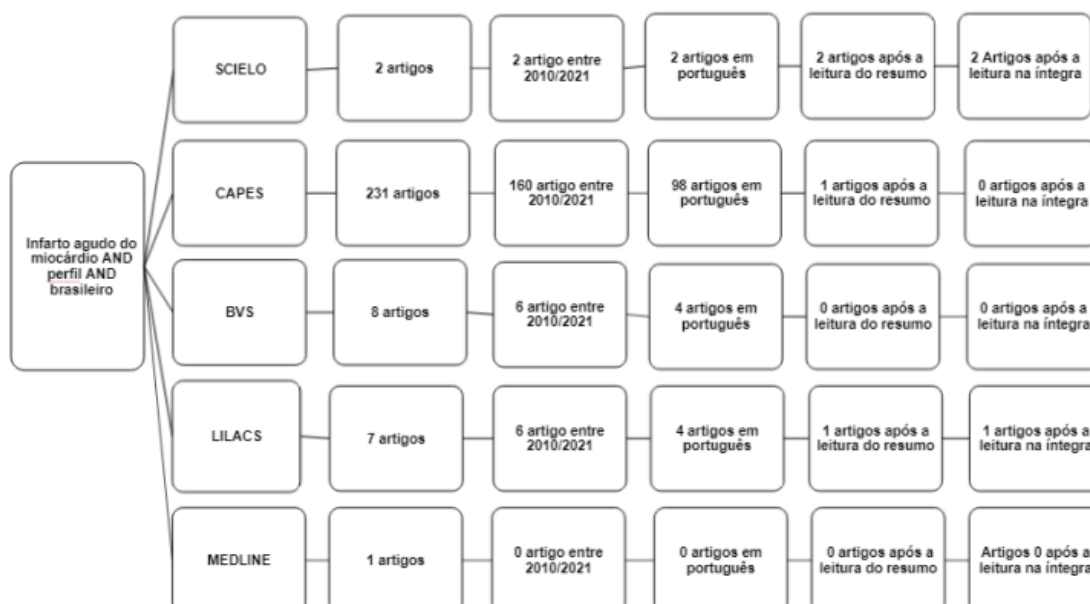 Infarto agudo do
miocárdio AND
perfil AND
brasileiro
SCIELO
2 artigos
2 artigo entre
2010/2021
2 artigos em
português
2 artigos após a
leitura do resumo
2 Artigos após a
leitura na íntegra
CAPES
231 artigos
160 artigo entre
2010/2021
98 artigos em
português
1 artigos após a
leitura do resumo
0 artigos após a
leitura na íntegra
BVS
8 artigos
6 artigo entre
2010/2021
4 artigos em
português
0 artigos após a
leitura do resumo
0 artigos após a
leitura na íntegra
LILACS
7 artigos
6 artigo entre
2010/2021
4 artigos em
português
1 artigos após a
leitura do resumo
1 artigos após a
leitura na íntegra
MEDLINE
1 artigos
0 artigo entre
2010/2021
0 artigos em
português
0 artigos após a
leitura do resumo
Artigos 0 após a
leitura na íntegra